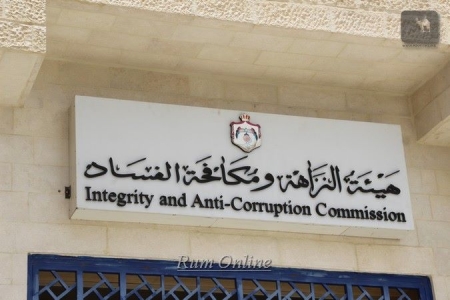 هيئة النزاهة ومكافحة الفساد
Integrity and Anti-Corruption Commission
Rum Online